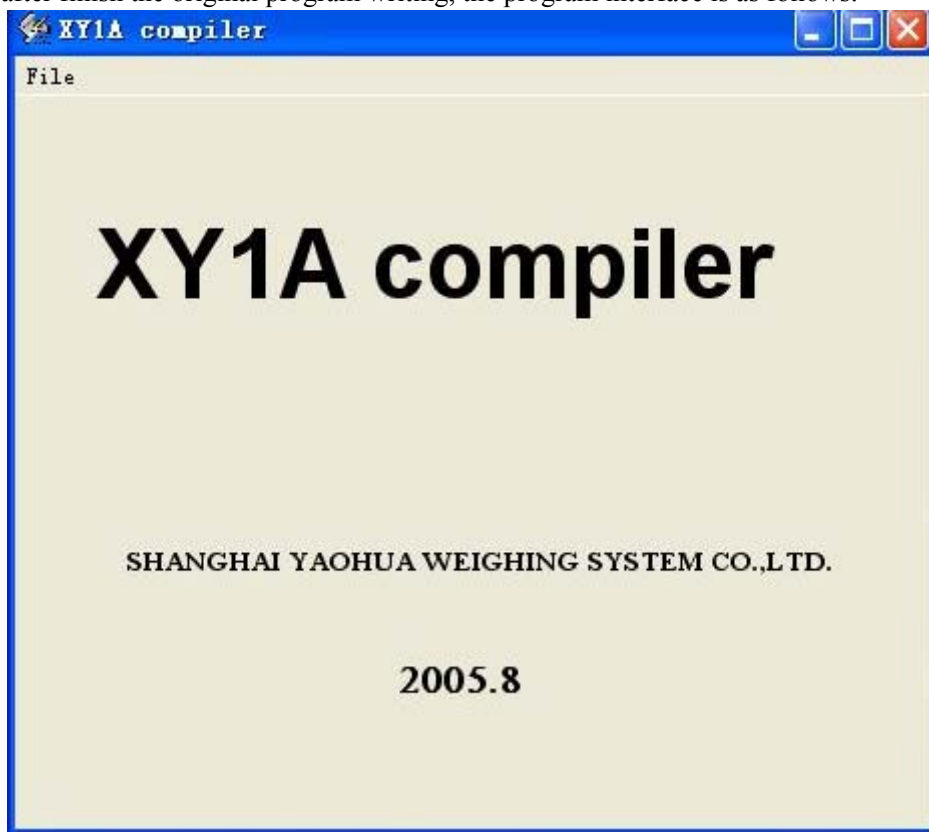 after finish the original program writing, the program interface is as follows:
XY1A compiler
File
XY1A compiler
SHANGHAI YAOHUA WEIGHING SYSTEM CO.,LTD.
2005.8